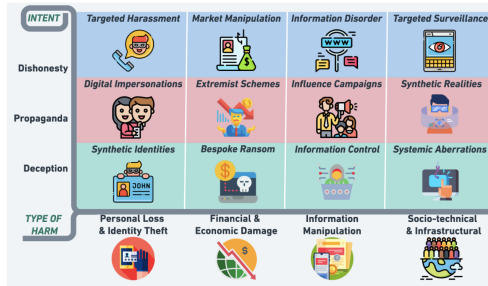 INTENT
Targeted Harassment
Market Manipulation
Information Disorder
Targeted Surveillance
WWW
Dishonesty
Digital Impersonations
Extremist Schemes
Influence Campaigns
Synthetic Realities
Propaganda
Synthetic Identities
Bespoke Ransom
Information Control
Systemic Aberrations
JOHN
Deception
TYPE OF
HARM
Personal Loss
& Identity Theft
Financial &
Economic Damage
Information
Manipulation
Socio-technical
& Infrastructural